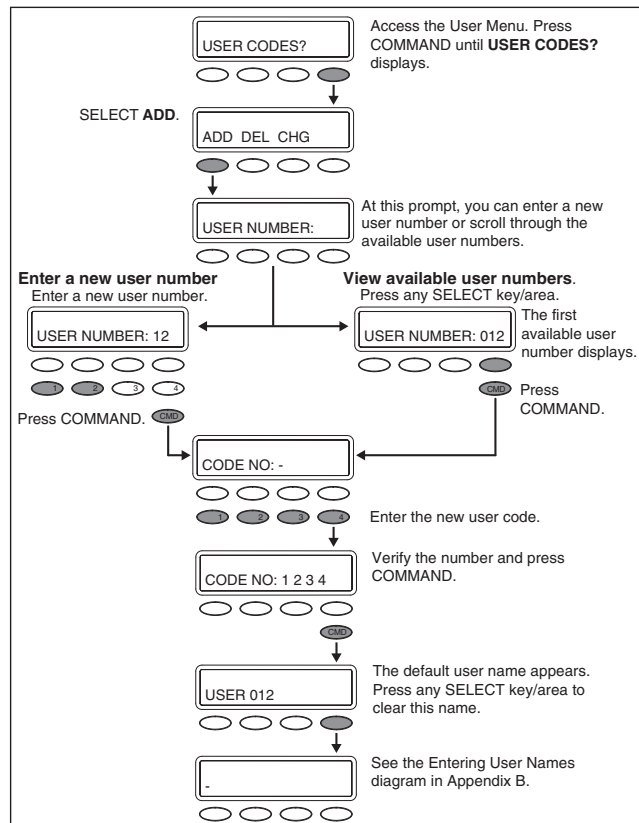 USER CODES?
Access the User Menu. Press
COMMAND until USER CODES?
displays.
SELECT ADD.
ADD DEL CHG
USER NUMBER:
At this prompt, you can enter a new
user number or scroll through the
available user numbers.
Enter a new user number
Enter a new user number.
USER NUMBER: 12
1 2 3 4
Press COMMAND.
CMD
View available user numbers.
Press any SELECT key/area.
USER NUMBER: 012
The first
available user
number displays.
CMD
Press
COMMAND.
CODE NO: -
1 2 3 4
Enter the new user code.
CODE NO: 1 2 3 4
Verify the number and press
COMMAND.
CMD
USER 012
The default user name appears.
Press any SELECT key/area to
clear this name.
-
See the Entering User Names
diagram in Appendix B.